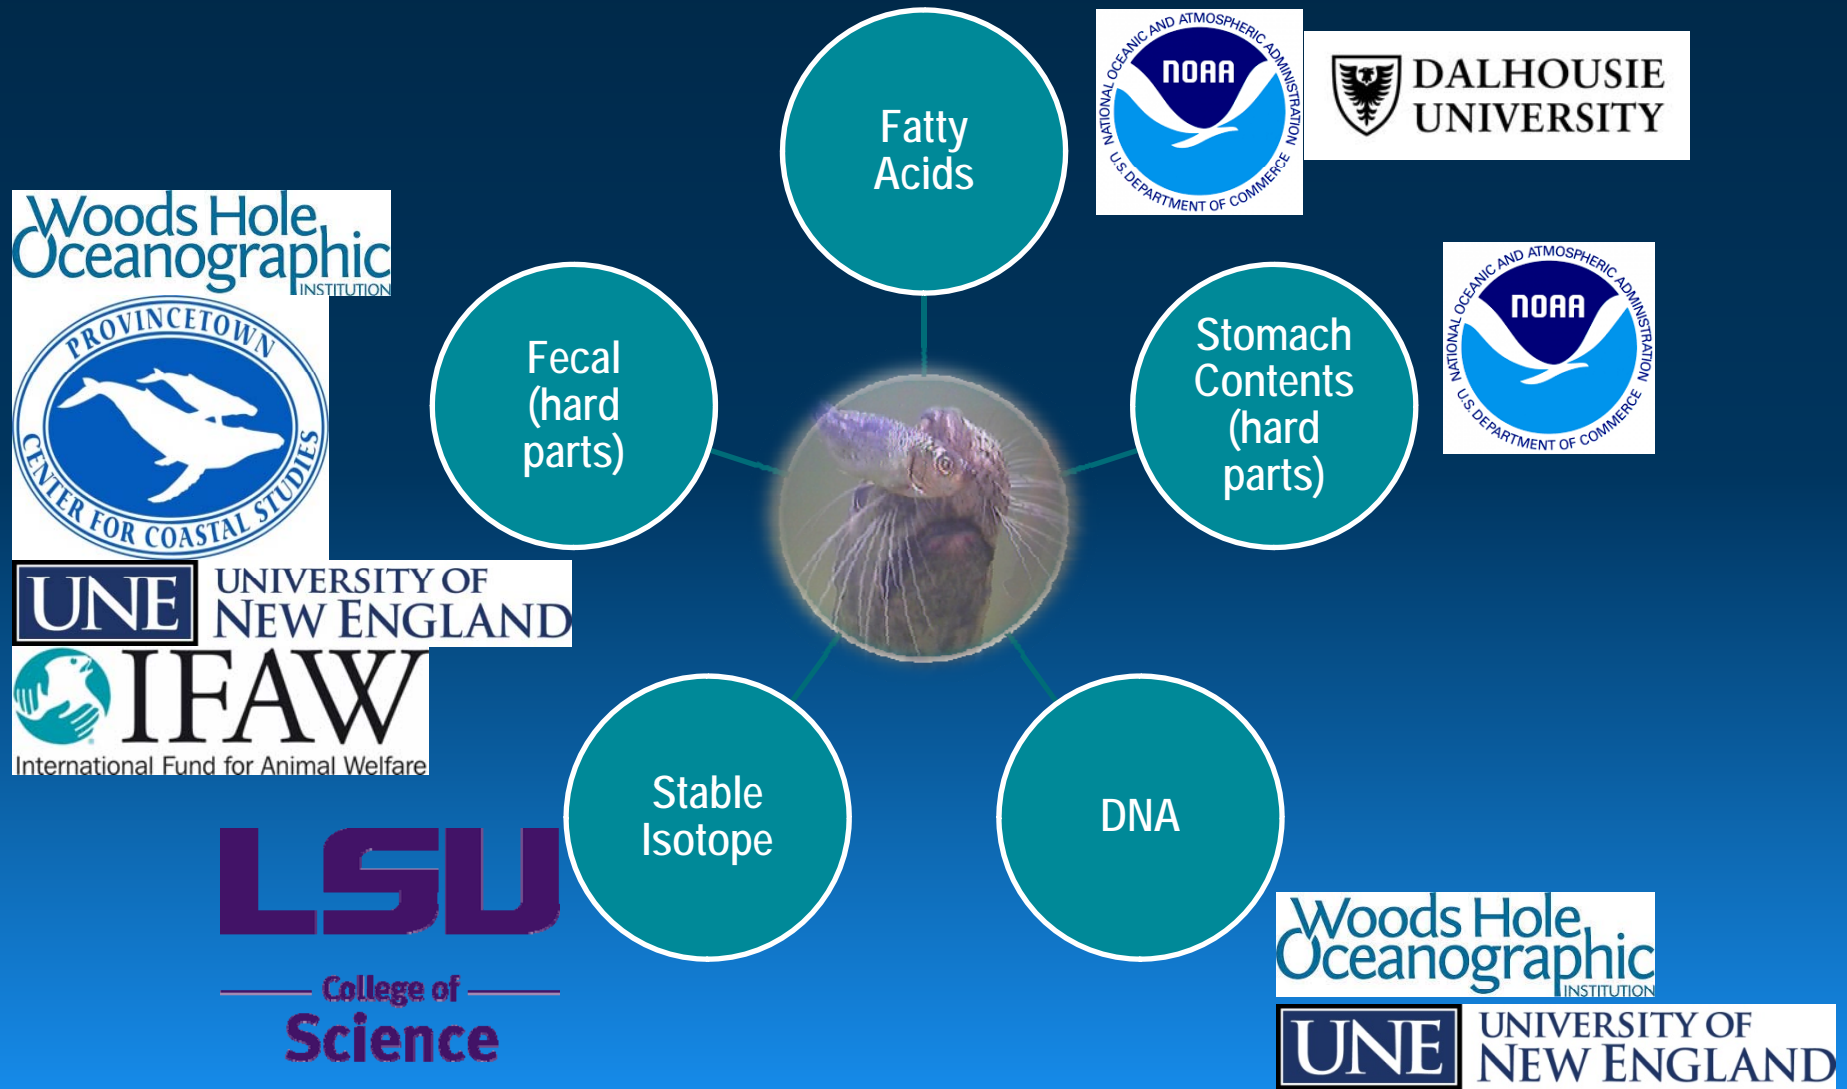 Fatty
Acids
NATIONAL OCEANIC AND ATMOSPHERIC ADMINISTRATION
NOAA
U.S. DEPARTMENT OF COMMERCE
DALHOUSIE
UNIVERSITY
Woods Hole
Oceanographic
INSTITUTION
PROVINCETOWN
CENTER FOR COASTAL STUDIES
UNE
UNIVERSITY OF
NEW ENGLAND
IFAW
International Fund for Animal Welfare
Fecal
(hard
parts)
Stomach
Contents
(hard
parts)
NATIONAL OCEANIC AND ATMOSPHERIC ADMINISTRATION
NOAA
U.S. DEPARTMENT OF COMMERCE
Stable
Isotope
LSU
College of
Science
DNA
Woods Hole
Oceanographic
INSTITUTION
UNE
UNIVERSITY OF
NEW ENGLAND